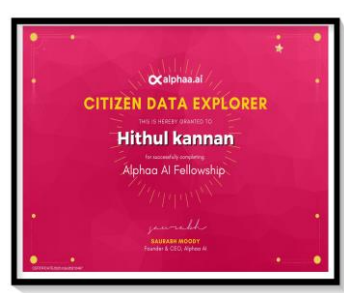 alphaa.ai
CITIZEN DATA EXPLORER
THIS IS HEREBY GRANTED TO
Hithul kannan
for successfully completing
Alphaa AI Fellowship
saurabh
SAURABH MOODY
Founder & CEO, Alphaa AI